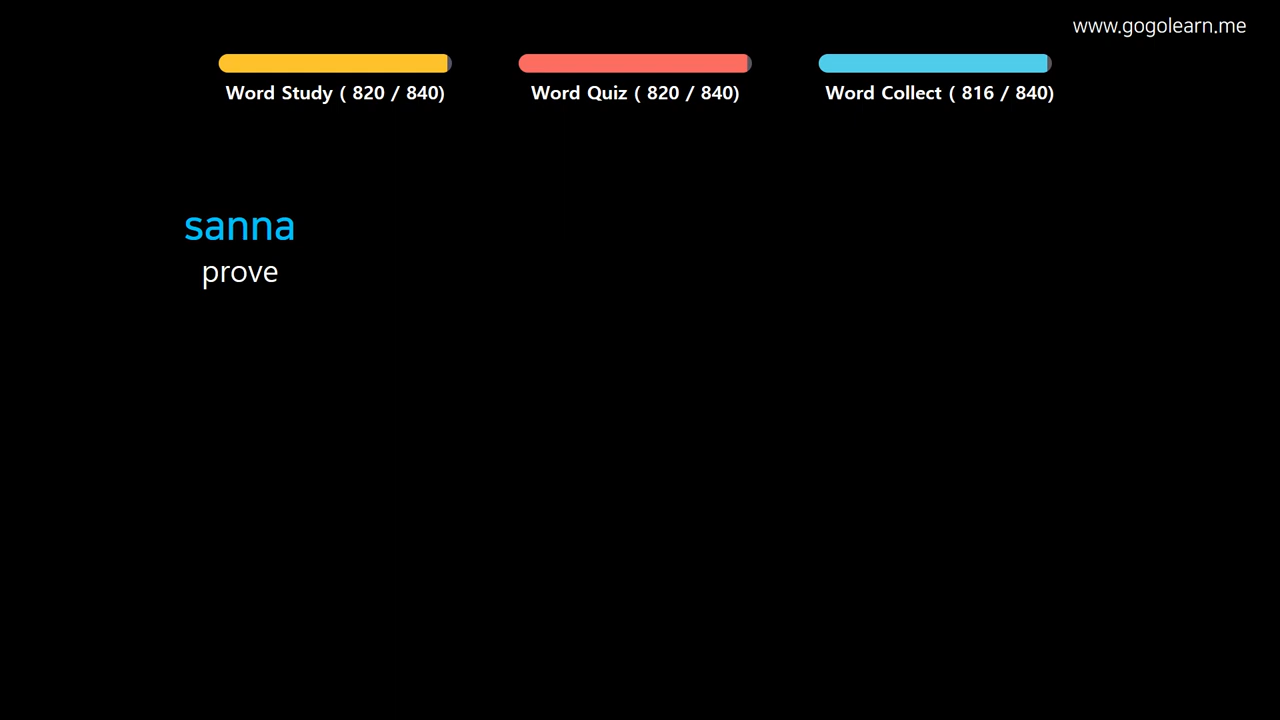 www.gogolearn.me
Word Study ( 820 / 840)
Word Quiz ( 820 / 840)
Word Collect ( 816 / 840)
sanna
prove